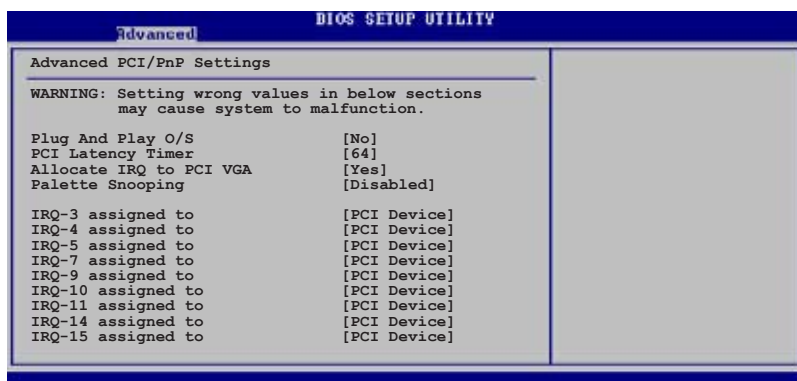 BIOS SETUP UTILITY
Advanced
Advanced PCI/PnP Settings
WARNING: Setting wrong values in below sections
may cause system to malfunction.
Plug And Play O/S [No]
PCI Latency Timer [64]
Allocate IRQ to PCI VGA [Yes]
Palette Snooping [Disabled]
IRQ-3 assigned to [PCI Device]
IRQ-4 assigned to [PCI Device]
IRQ-5 assigned to [PCI Device]
IRQ-7 assigned to [PCI Device]
IRQ-9 assigned to [PCI Device]
IRQ-10 assigned to [PCI Device]
IRQ-11 assigned to [PCI Device]
IRQ-14 assigned to [PCI Device]
IRQ-15 assigned to [PCI Device]